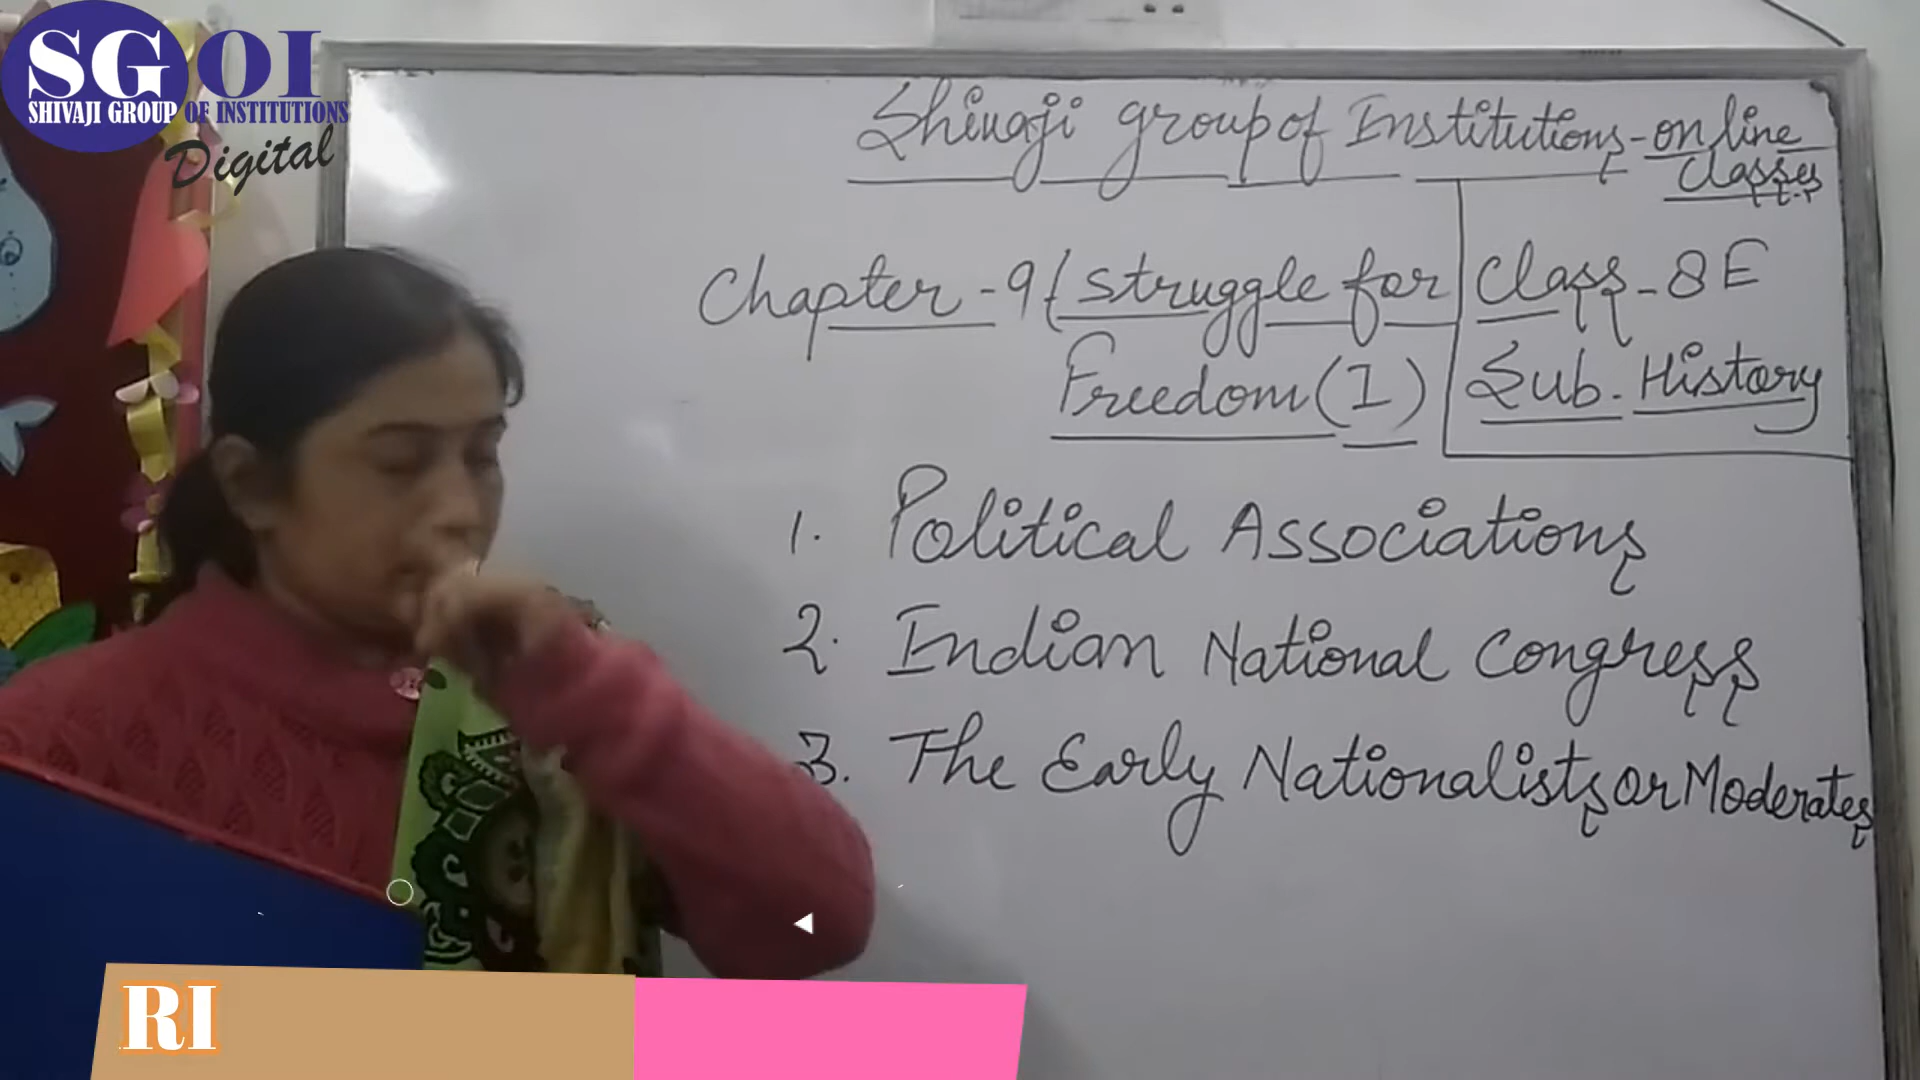 SGOI
SHIVAJI GROUP OF INSTITUTIONS
Digital
Shivaji group of Institutions - online
classes
Chapter - 9 ( Struggle for
Freedom (I)
Class - 8 E
Sub. History
1. Political Associations
2. Indian National Congress
3. The Early Nationalists or Moderates
RI